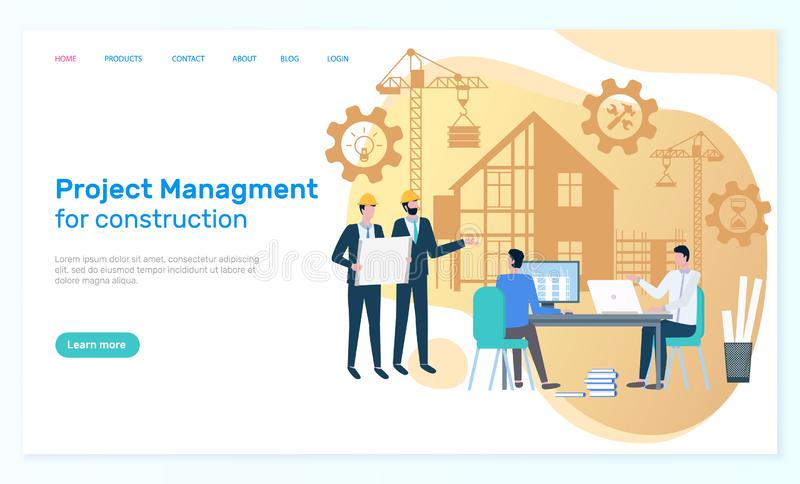 HOME PRODUCTS CONTACT ABOUT BLOG LOGIN
Project Managment
for construction
Lorem ipsum dolor sit amet,
consectetur adipiscing elit, sed do
eiusmod tempor incididunt ut labore et dolore
magna aliqua.
Learn more
dreamstime